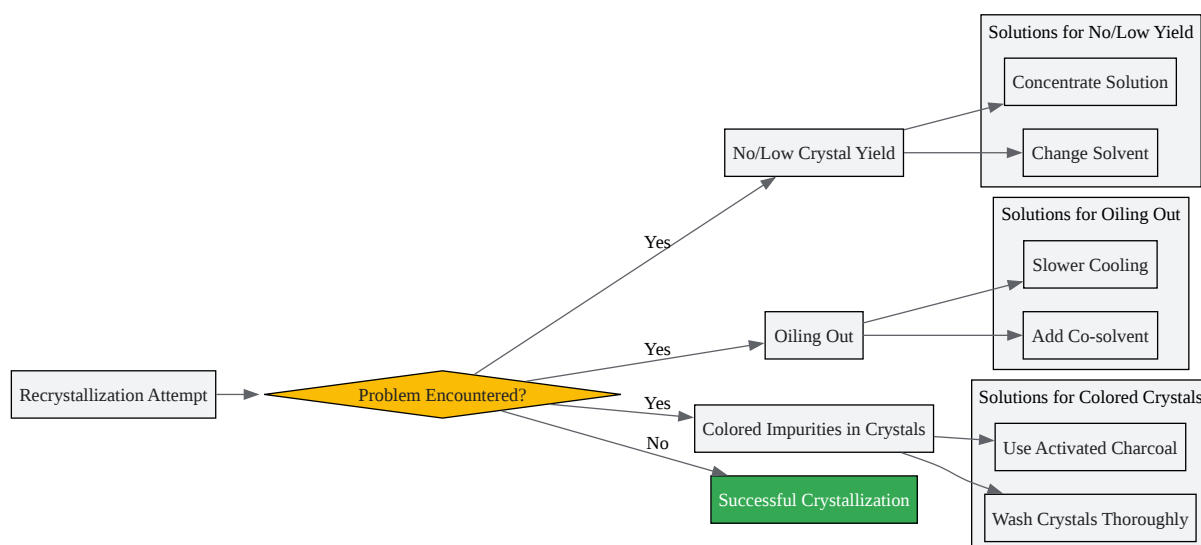 Solutions for No/Low Yield
Concentrate Solution
No/Low Crystal Yield
Change Solvent
Solutions for Oiling Out
Yes
Slower Cooling
Oiling Out
Add Co-solvent
Yes
Recrystallization Attempt
Problem Encountered?
Yes
Solutions for Colored Crystals
Colored Impurities in Crystals
Use Activated Charcoal
No
Successful Crystallization
Wash Crystals Thoroughly